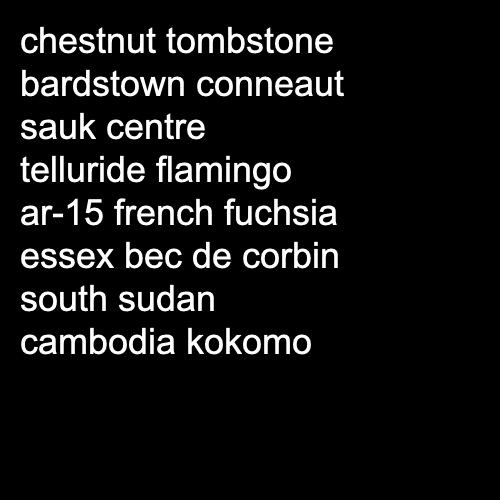 chestnut tombstone
bardstown conneaut
sauk centre
telluride flamingo
ar-15 french fuchsia
essex bec de corbin
south sudan
cambodia kokomo